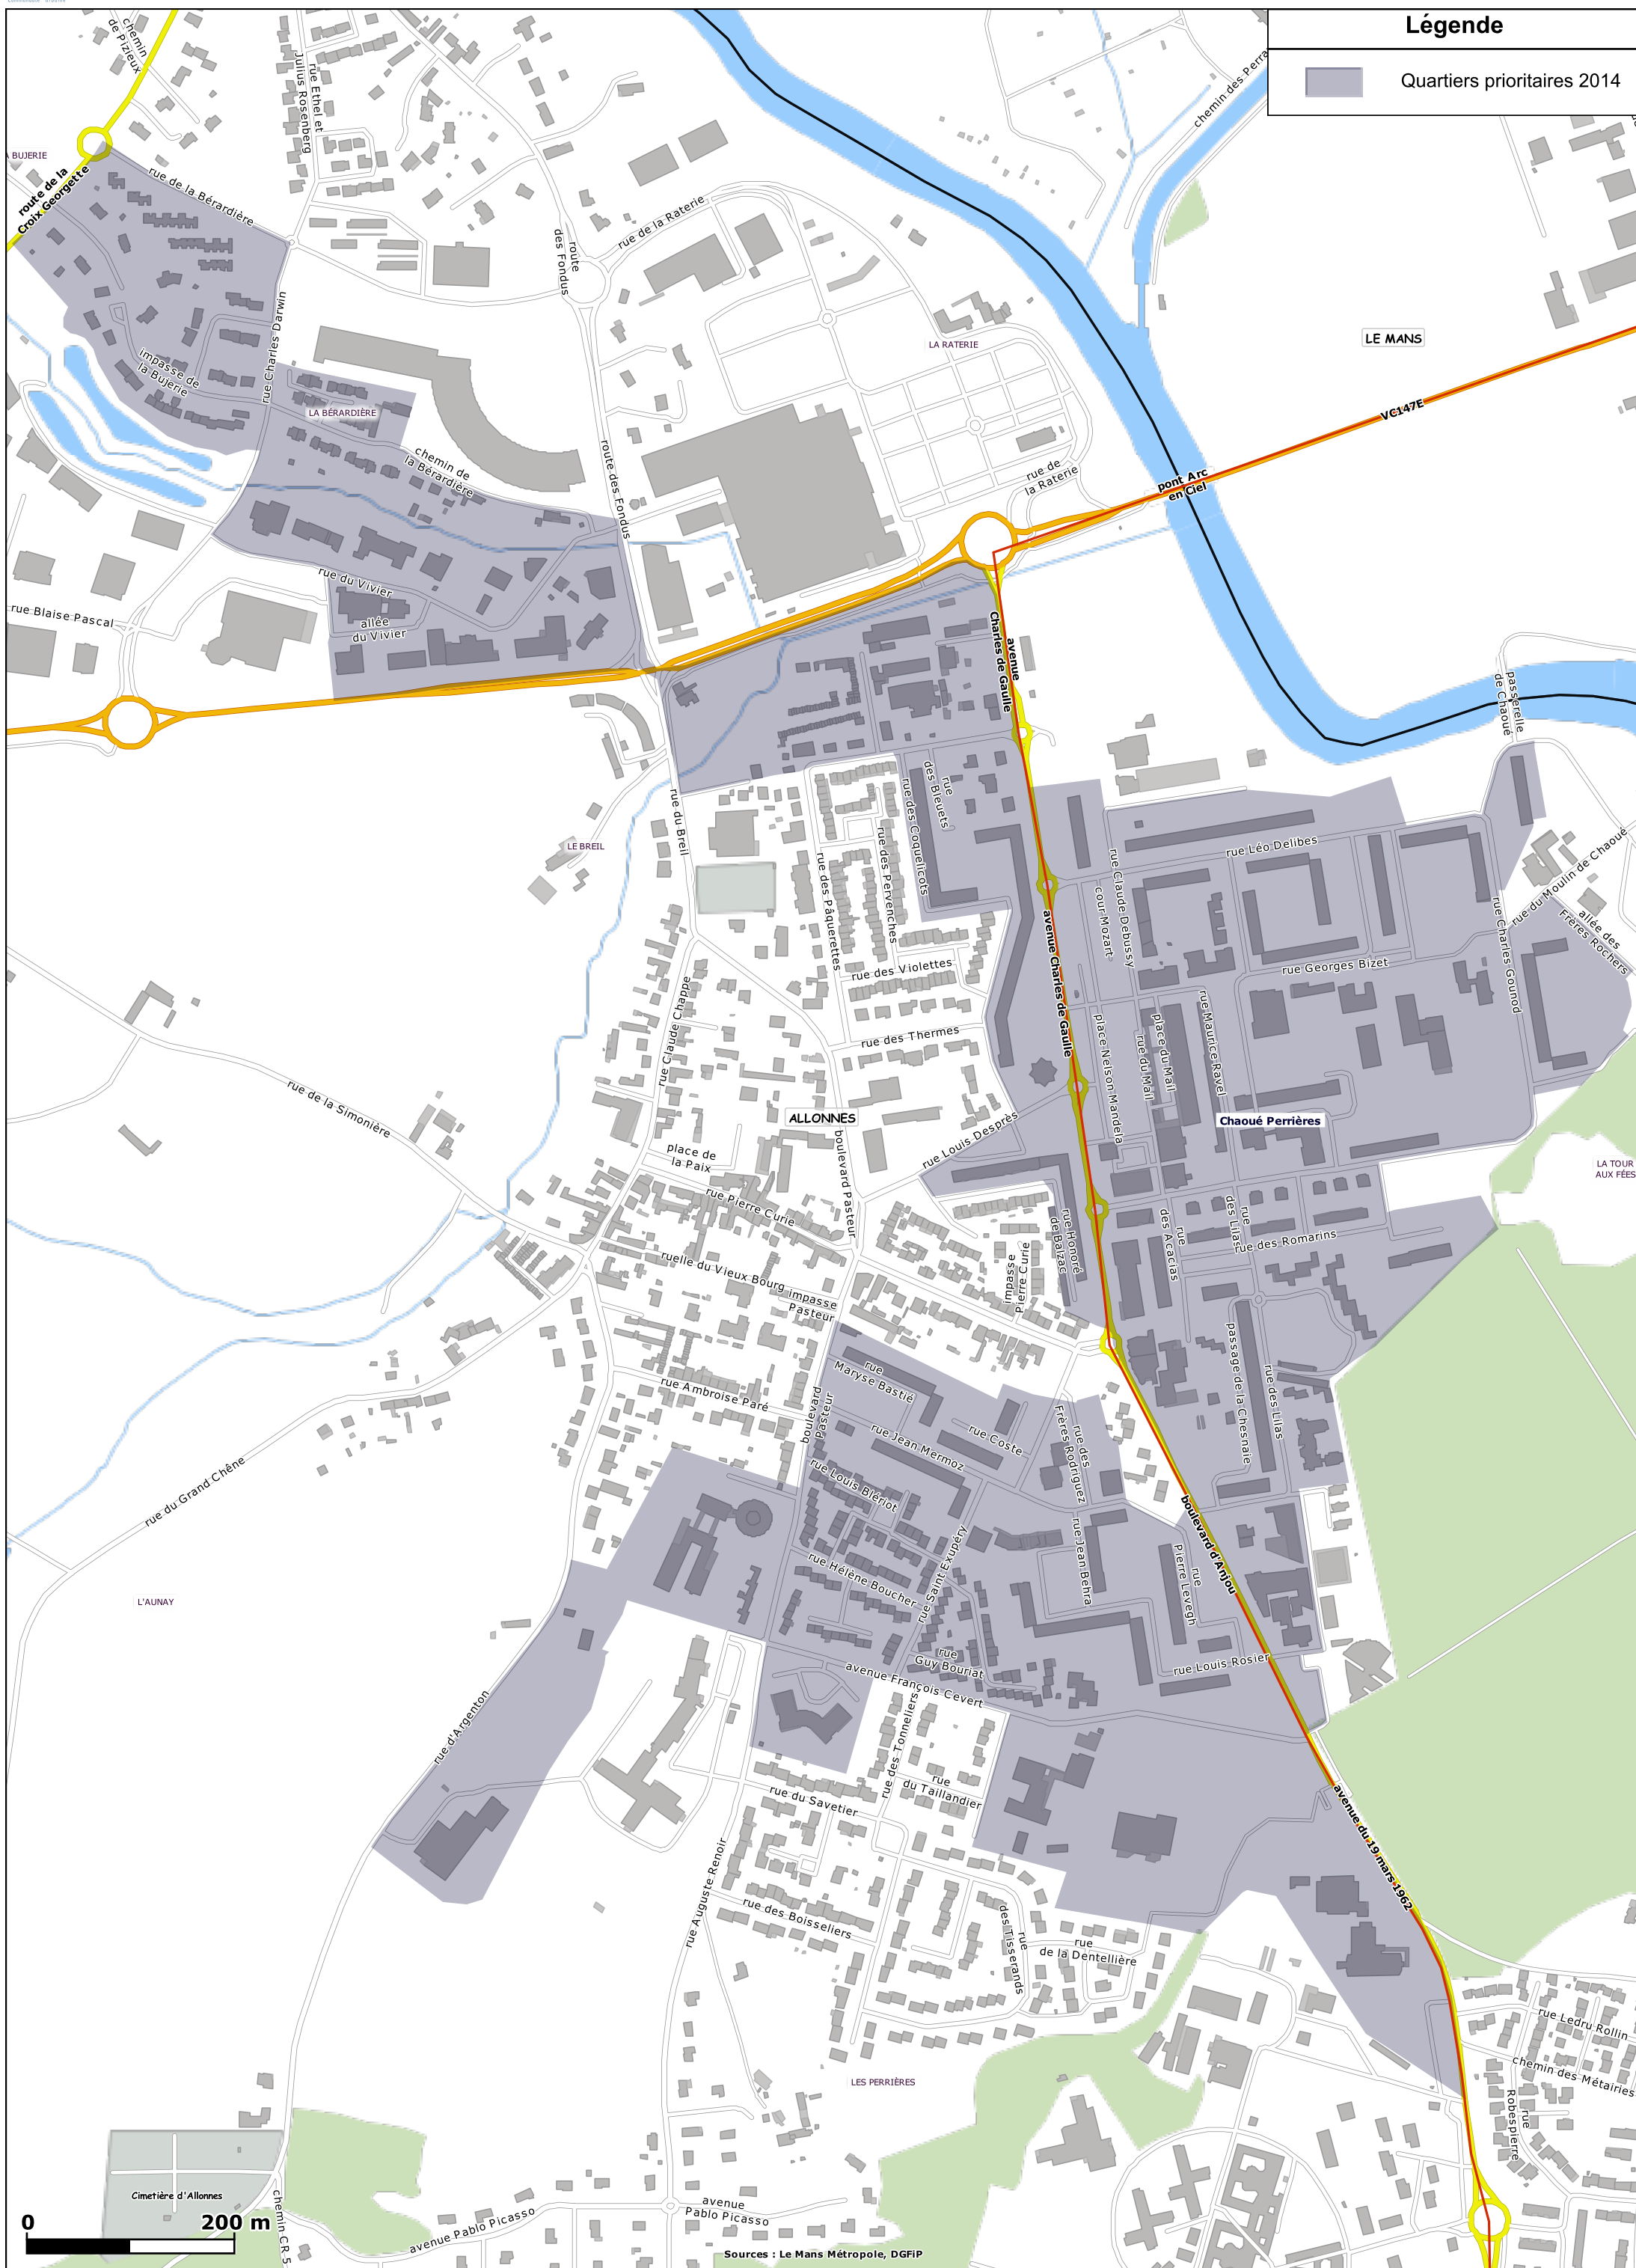 Légende
Quartiers prioritaires 2014
chemin
de Pizieux
rue Ethel et
Julius Rosenberg
chemin des Perra
A BUJERIE
route de la
Croix Georgette
rue de la Bérardière
rue de la Raterie
route
des Fondus
rue Charles Darwin
LA RATERIE
LE MANS
impasse de
la Bujerie
LA BÉRARDIÈRE
VC147E
chemin de
la Bérardière
route des Fondus
rue de
la Raterie
pont Arc
en Ciel
rue du Vivier
rue Blaise Pascal
allée
du Vivier
avenue
Charles de Gaulle
passerelle
de Chaoué
rue
des Bleuets
rue des Coquelicots
rue du Breil
LE BREIL
rue des Pervenches
rue des Pâquerettes
rue Léo Delibes
rue Claude Debussy
cour Mozart
rue du Moulin de Chaoué
allée des
Frères Rochers
rue Charles Gounod
avenue Charles de Gaulle
rue des Violettes
rue Georges Bizet
rue Claude Chappe
rue des Thermes
place Nelson Mandela
place du Mail
rue du Mail
rue Maurice Ravel
rue de la Simonière
ALLONNES
Chaoué Perrières
rue Louis Desprès
boulevard Pasteur
place de
la Paix
LA TOUR
AUX FÉES
rue Pierre Curie
rue Honoré
de Balzac
rue
des Acacias
rue
des Lilas
rue des Romarins
impasse
Pierre Curie
ruelle du Vieux Bourg
impasse
Pasteur
rue
Maryse Bastié
passage de la Chesnaie
rue des Lilas
rue Ambroise Paré
boulevard
Pasteur
rue Jean Mermoz
rue Coste
rue des
Frères Rodriguez
rue Louis Blériot
rue du Grand Chêne
boulevard d'Anjou
rue Jean Behra
rue
Pierre Levegh
rue Hélène Boucher
rue Saint Exupéry
L'AUNAY
rue
Guy Bouriat
rue Louis Rosier
avenue François Cevert
rue d'Argenton
rue des Tonneliers
rue
du Taillandier
rue du Savetier
avenue du 19 mars 1962
rue Auguste Renoir
rue des Boisseliers
rue
des Tisserands
rue
de la Dentellière
rue Ledru Rollin
chemin des Métairies
LES PERRIÈRES
rue
Robespierre
Cimetière d'Allonnes
chemin CR 5
avenue
Pablo Picasso
avenue Pablo Picasso
0 200 m
Sources : Le Mans Métropole, DGFiP